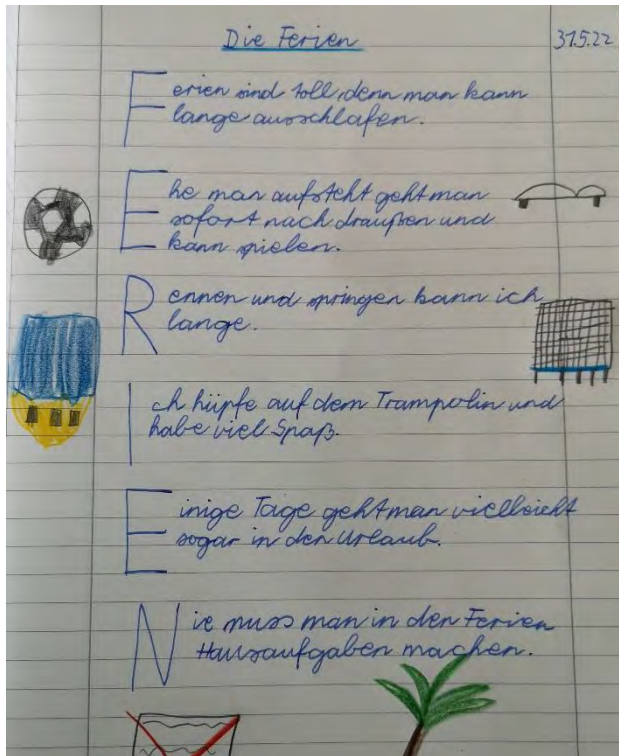 Die Ferien 31.5.22
Ferien sind toll, denn man kann
lange ausschlafen.
Ehe man aufsteht geht man
sofort nach draußen und
kann spielen.
Rennen und springen kann ich
lange.
Ich hüpfe auf dem Trampolin und
habe viel Spaß.
Einige Tage geht man vielleicht
sogar in den Urlaub.
Nie muss man in den Ferien
Hausaufgaben machen.